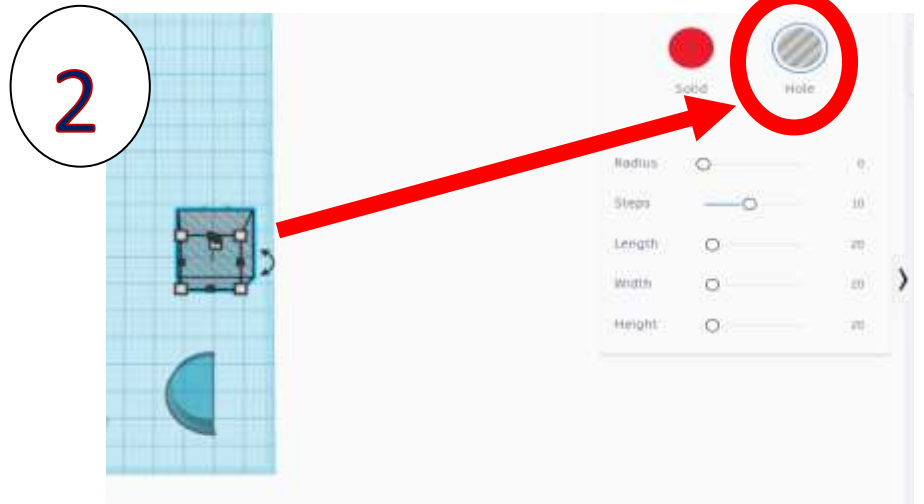 2
Solid Hole
Radius 0
Steps 10
Length 20
Width 20
Height 20